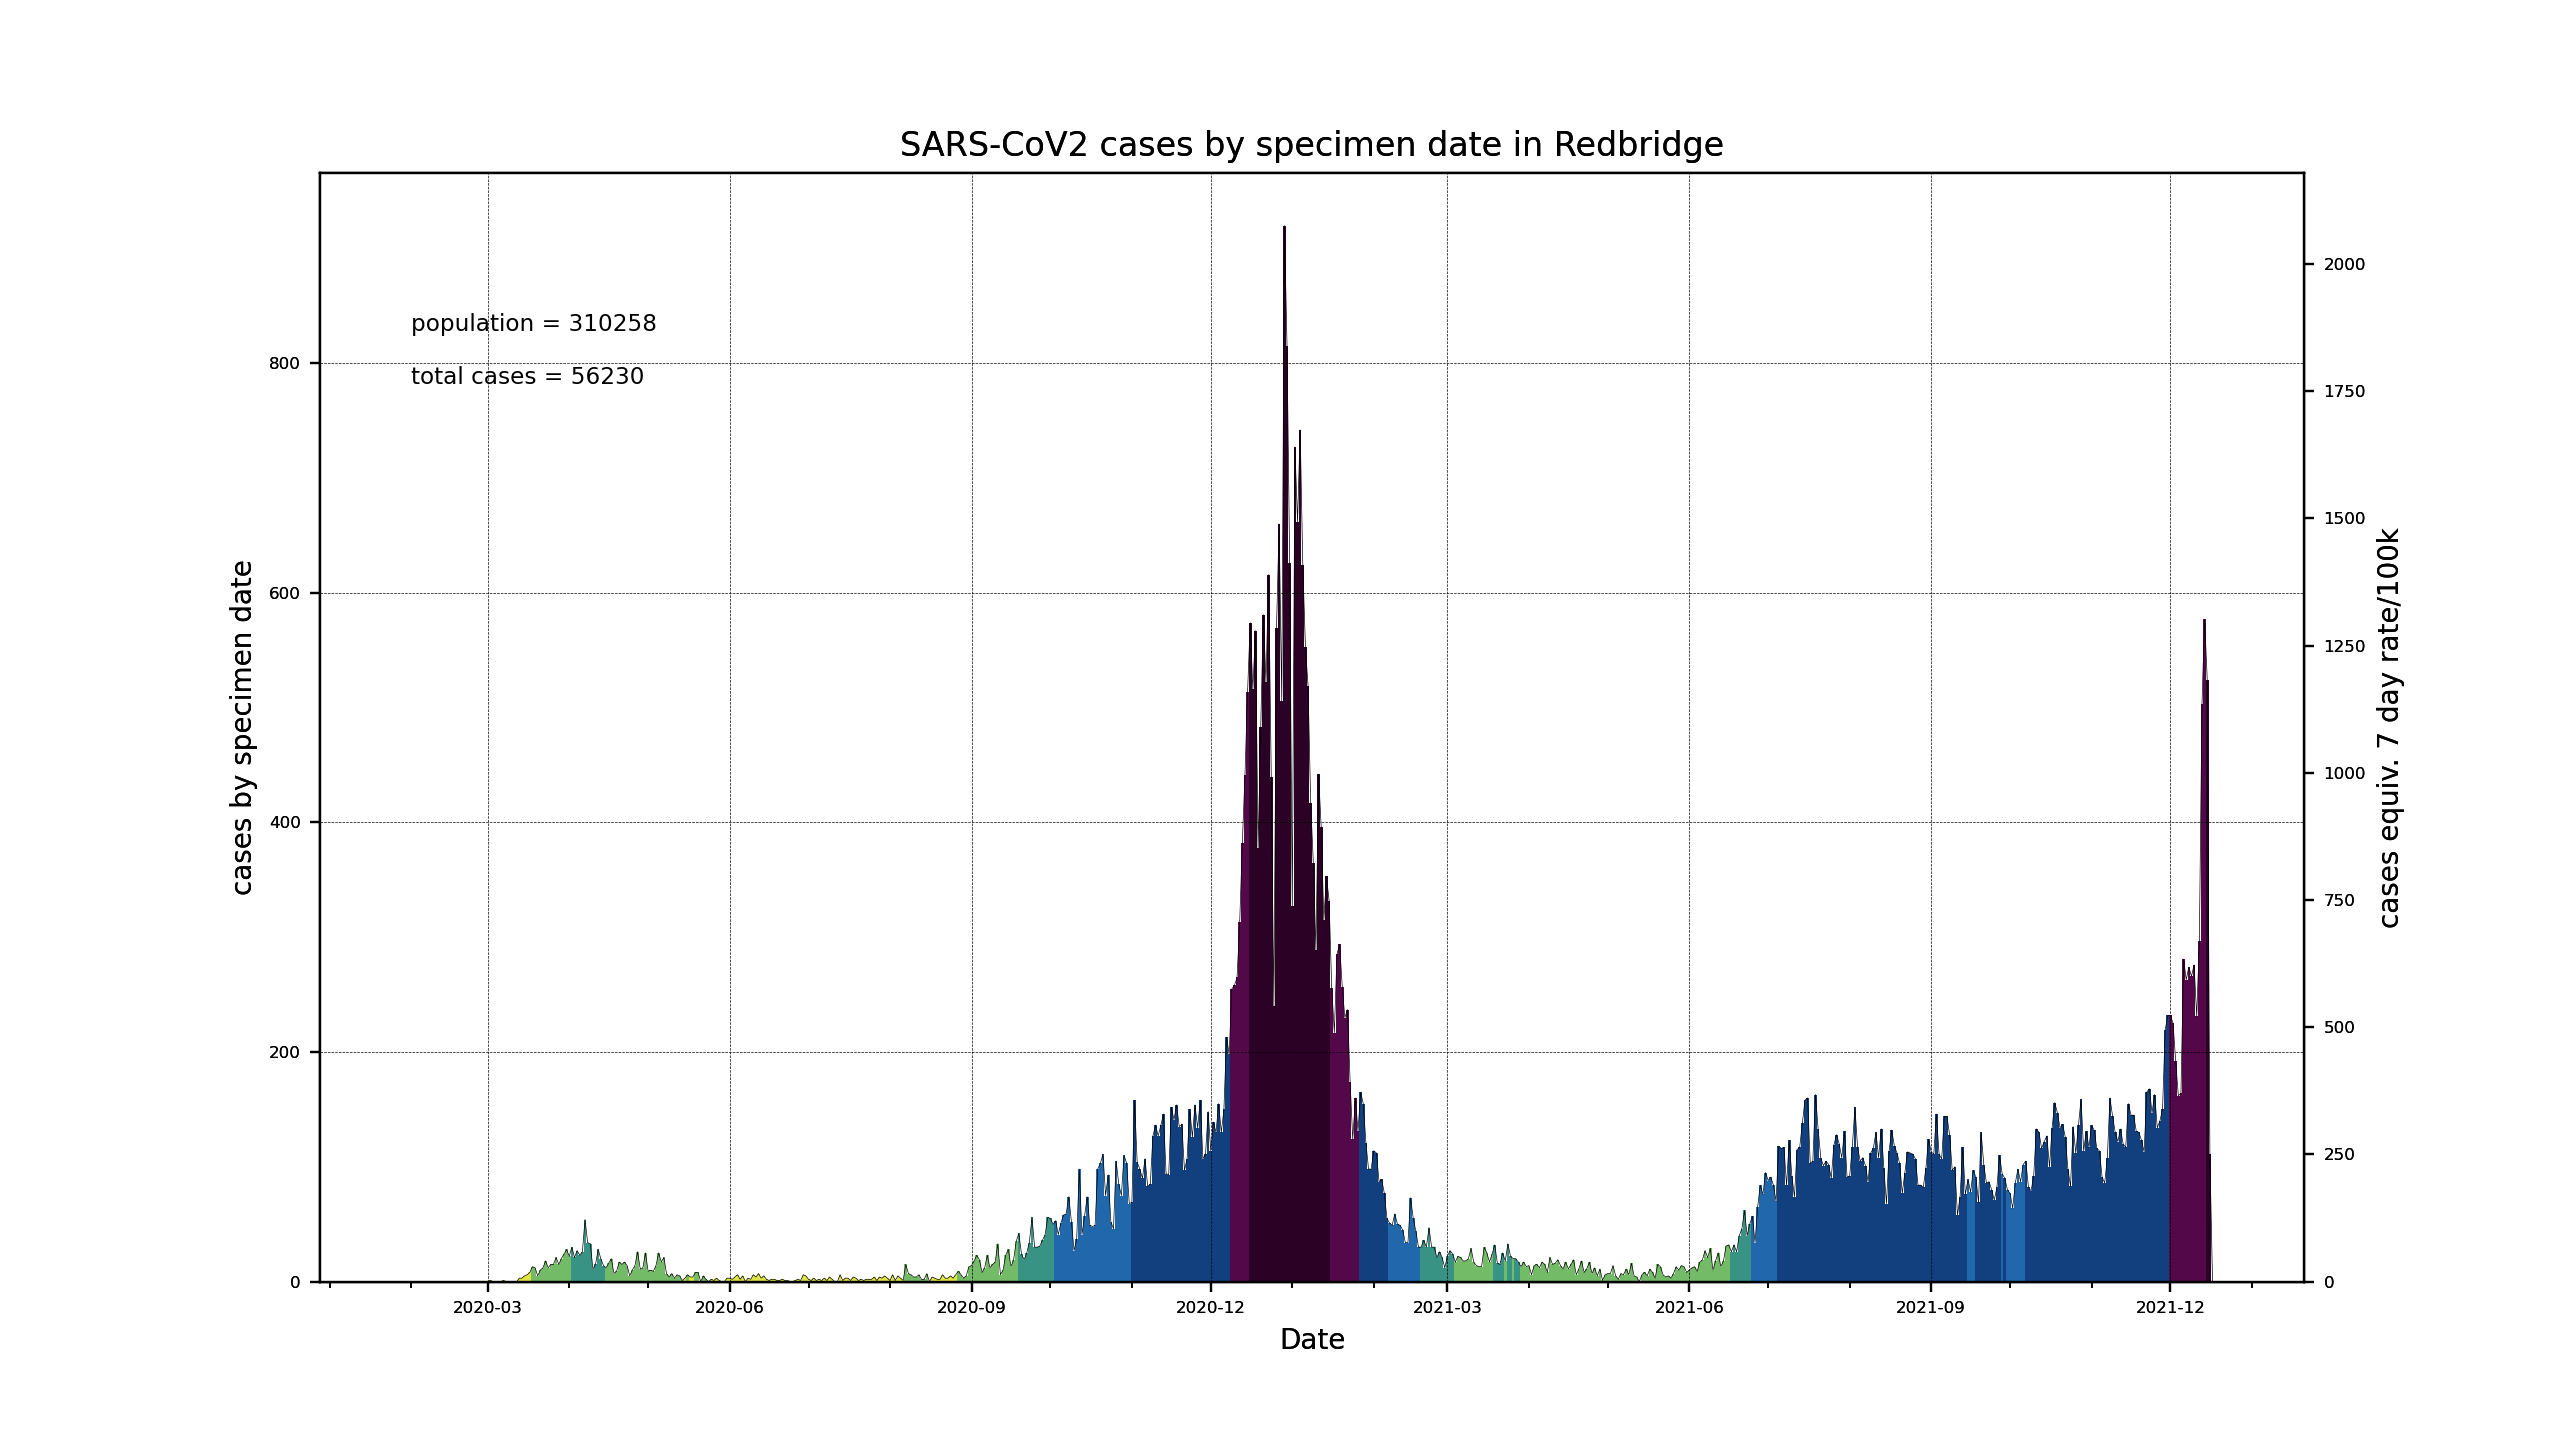 SARS-CoV2 cases by specimen date in Redbridge
population = 310258
total cases = 56230
cases by specimen date
800
600
400
200
0
2000
1750
1500
1250
1000
750
500
250
0
cases equiv. 7 day rate/100k
2020-03 2020-06 2020-09 2020-12 2021-03 2021-06 2021-09 2021-12
Date